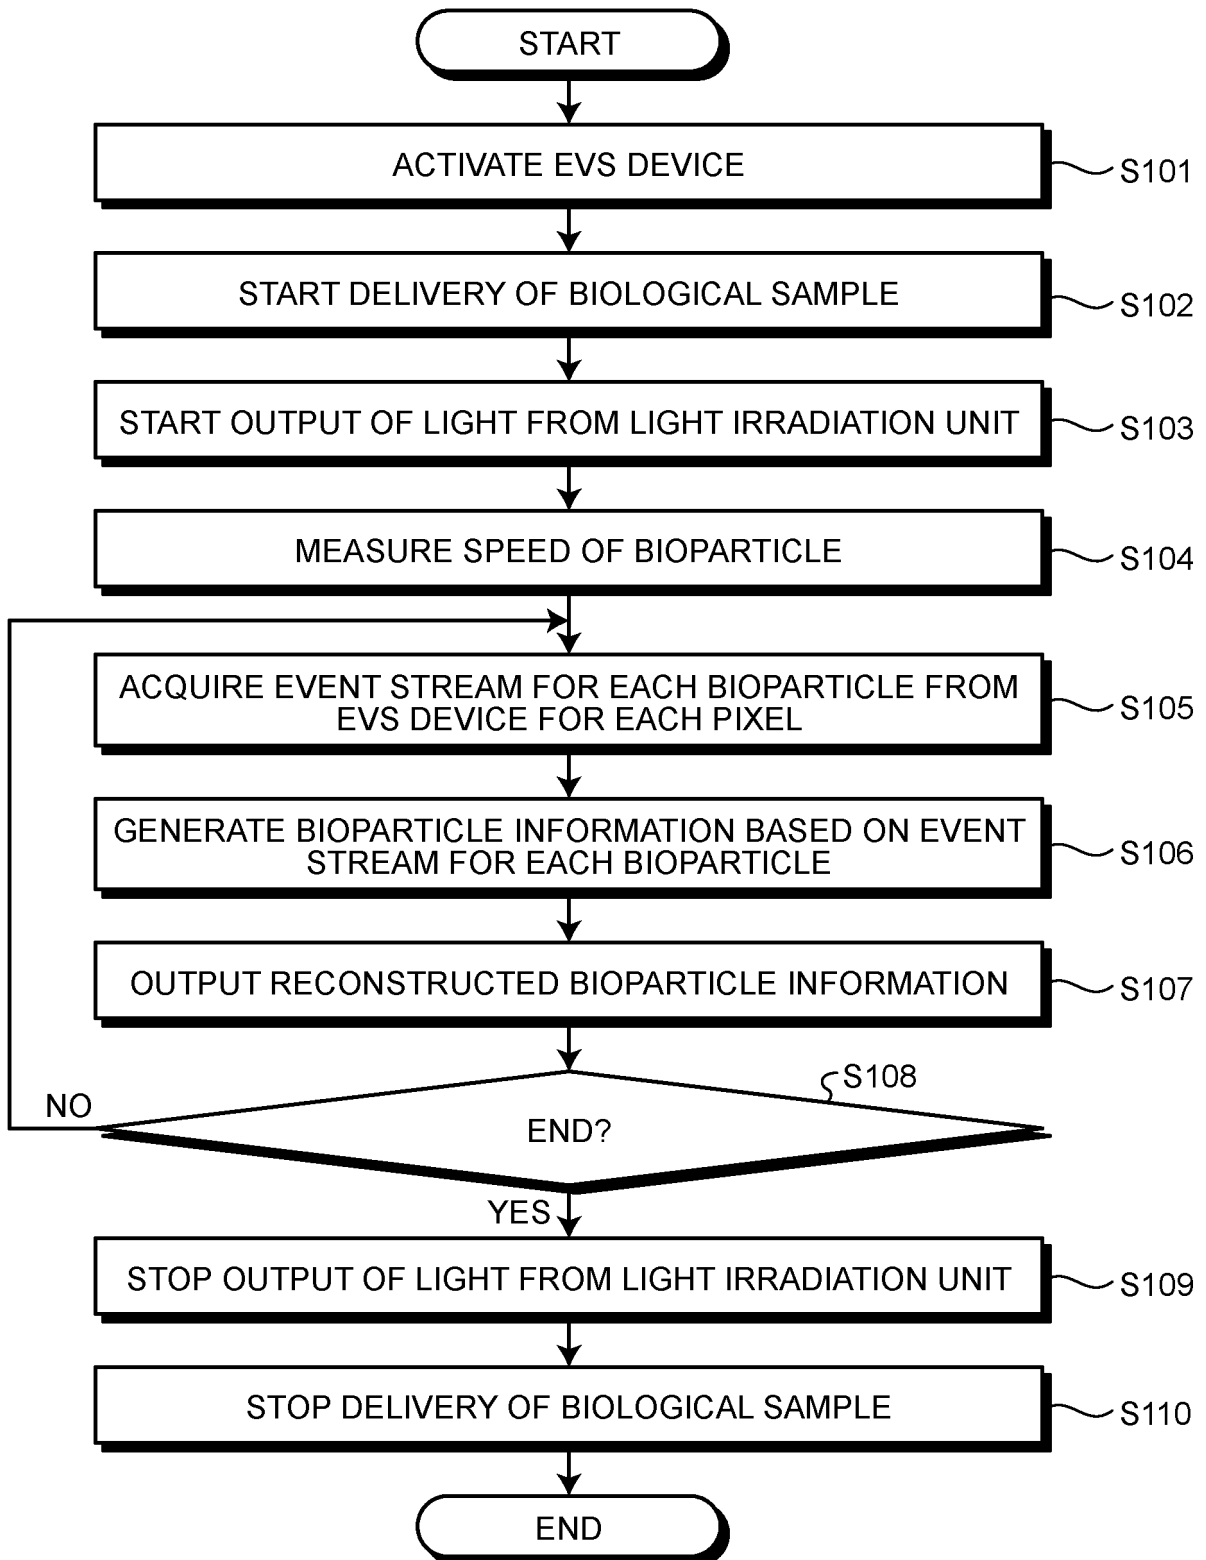 START
ACTIVATE EVS DEVICE
S101
START DELIVERY OF BIOLOGICAL SAMPLE
S102
START OUTPUT OF LIGHT FROM LIGHT IRRADIATION UNIT
S103
MEASURE SPEED OF BIOPARTICLE
S104
ACQUIRE EVENT STREAM FOR EACH BIOPARTICLE FROM
EVS DEVICE FOR EACH PIXEL
S105
GENERATE BIOPARTICLE INFORMATION BASED ON EVENT
STREAM FOR EACH BIOPARTICLE
S106
OUTPUT RECONSTRUCTED BIOPARTICLE INFORMATION
S107
S108
NO
END?
YES
STOP OUTPUT OF LIGHT FROM LIGHT IRRADIATION UNIT
S109
STOP DELIVERY OF BIOLOGICAL SAMPLE
S110
END